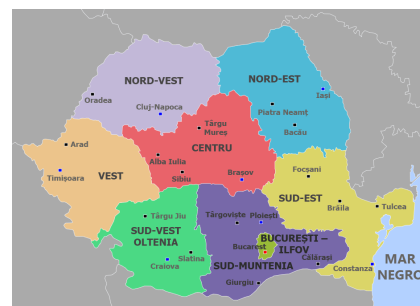 NORD-VEST
NORD-EST
Oradea
Cluj-Napoca
Iași
Piatra Neamț
Târgu
Mureș
Bacău
Arad
CENTRU
Alba Iulia
Focșani
Timișoara
VEST
Sibiu
Brașov
SUD-EST
Târgu Jiu
Târgoviște
Ploiești
Brăila
Tulcea
SUD-VEST
OLTENIA
BUCUREȘTI –
ILFOV
Slatina
București
Craiova
SUD-MUNTENIA
Călărași
Constanza
MAR
NEGRO
Giurgiu